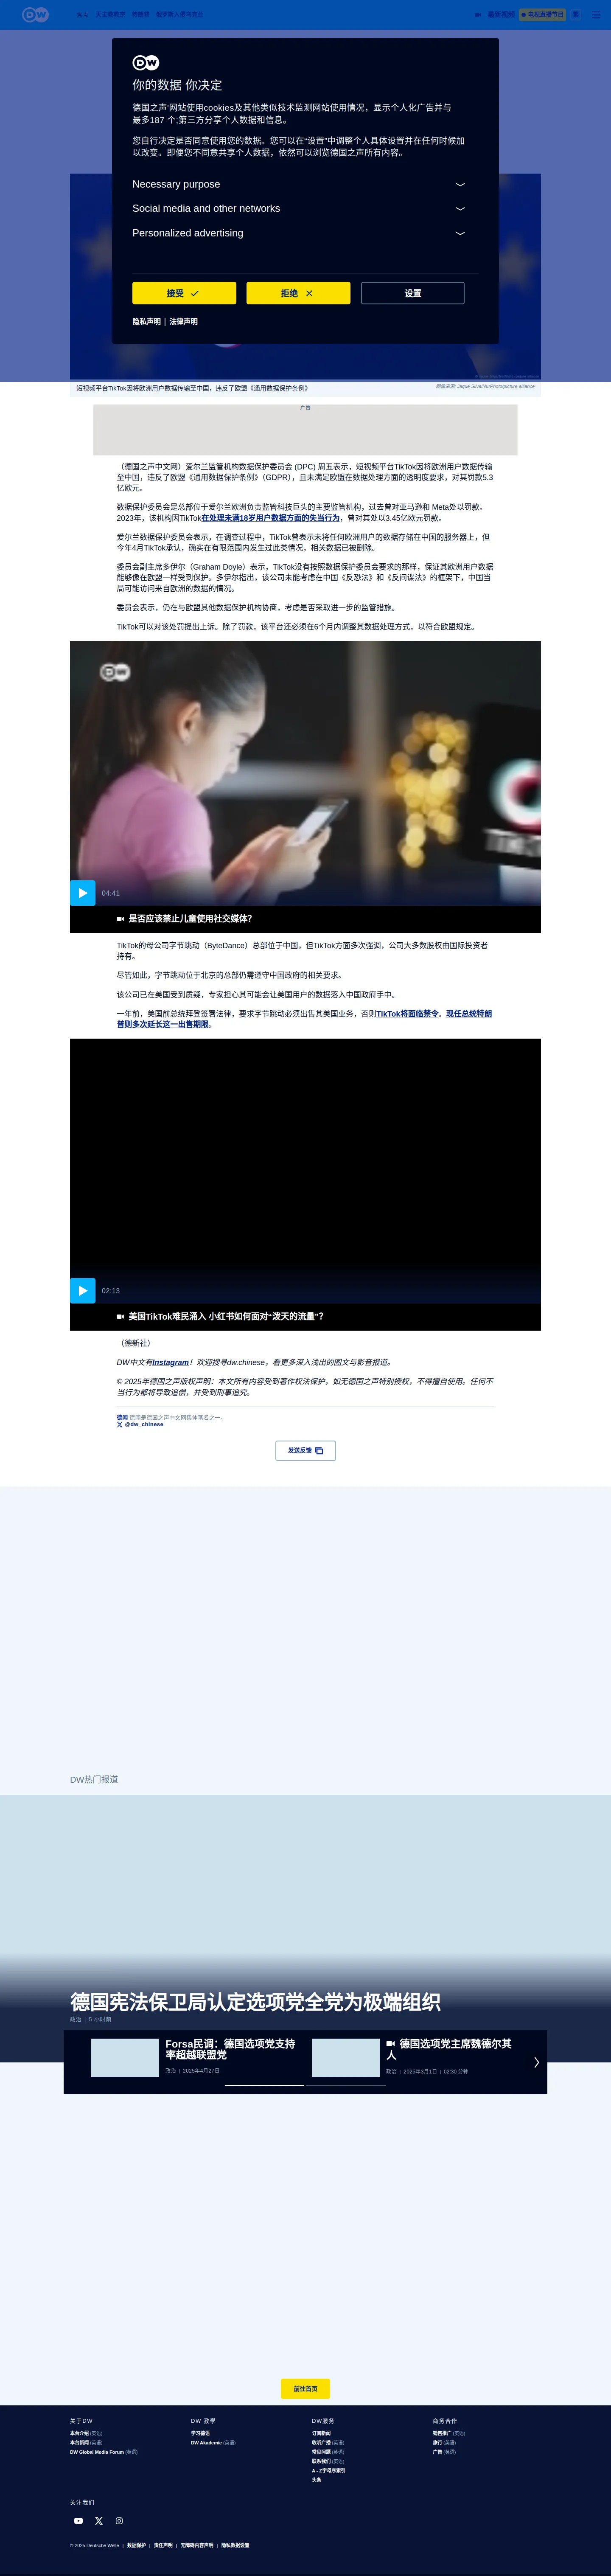 DW
天主教教宗
特朗普
俄罗斯入侵乌克兰
最新视频
电视直播节目
DW
你的数据 你决定
德国之声'网站使用cookies及其他类似技术监测网站使用情况，显示个人化广告并与
最多187 个;第三方分享个人数据和信息。
您自行决定是否同意使用您的数据。您可以在"设置"中调整个人具体设置并在任何时候加
以改变。即便您不同意共享个人数据，依然可以浏览德国之声所有内容。
Necessary purpose
Social media and other networks
Personalized advertising
接受
拒绝
设置
隐私声明 | 法律声明
短视频平台TikTok因将欧洲用户数据传输至中国，违反了欧盟《通用数据保护条例》
图像来源: Jaque Silva/NurPhoto/picture alliance
广告
（德国之声中文网）爱尔兰监管机构数据保护委员会 (DPC) 周五表示，短视频平台TikTok因将欧洲用户数据传输
至中国，违反了欧盟《通用数据保护条例》（GDPR），且未满足欧盟在数据处理方面的透明度要求，对其罚款5.3
亿欧元。
数据保护委员会是总部位于爱尔兰欧洲负责监管科技巨头的主要监管机构，过去曾对亚马逊和 Meta处以罚款。
2023年，该机构因TikTok在处理未满18岁用户数据方面的失当行为，曾对其处以3.45亿欧元罚款。
爱尔兰数据保护委员会表示，在调查过程中，TikTok曾表示未将任何欧洲用户的数据存储在中国的服务器上，但
今年4月TikTok承认，确实在有限范围内发生过此类情况，相关数据已被删除。
委员会副主席多伊尔（Graham Doyle）表示，TikTok没有按照数据保护委员会要求的那样，保证其欧洲用户数据
能够像在欧盟一样受到保护。多伊尔指出，该公司未能考虑在中国《反恐法》和《反间谍法》的框架下，中国当
局可能访问来自欧洲的数据的情况。
委员会表示，仍在与欧盟其他数据保护机构协商，考虑是否采取进一步的监管措施。
TikTok可以对该处罚提出上诉。除了罚款，该平台还必须在6个月内调整其数据处理方式，以符合欧盟规定。
DW
04:41
是否应该禁止儿童使用社交媒体？
TikTok的母公司字节跳动（ByteDance）总部位于中国，但TikTok方面多次强调，公司大多数股权由国际投资者
持有。
尽管如此，字节跳动位于北京的总部仍需遵守中国政府的相关要求。
该公司已在美国受到质疑，专家担心其可能会让美国用户的数据落入中国政府手中。
一年前，美国前总统拜登签署法律，要求字节跳动必须出售其美国业务，否则TikTok将面临禁令。现任总统特朗
普则多次延长这一出售期限。
02:13
美国TikTok难民涌入 小红书如何面对"泼天的流量"？
（德新社）
DW中文有Instagram！欢迎搜寻dw.chinese，看更多深入浅出的图文与影音报道。
© 2025年德国之声版权声明：本文所有内容受到著作权法保护，如无德国之声特别授权，不得擅自使用。任何不
当行为都将导致追偿，并受到刑事追究。
德闻 德闻是德国之声中文网集体笔名之一。
@dw_chinese
发送反馈
DW热门报道
德国宪法保卫局认定选项党全党为极端组织
政治 | 5 小时前
Forsa民调：德国选项党支持
率超越联盟党
政治 | 2025年4月27日
德国选项党主席魏德尔其
人
政治 | 2025年3月1日 | 02:30 分钟
前往首页
关于DW
本台介绍 (英语)
本台新闻 (英语)
DW Global Media Forum (英语)
DW 教學
学习德语
DW Akademie (英语)
DW服务
订阅新闻
收听广播 (英语)
常见问题 (英语)
联系我们 (英语)
A - Z字母序索引
头条
商务合作
销售推广 (英语)
旅行 (英语)
广告 (英语)
关注我们
© 2025 Deutsche Welle | 数据保护 | 责任声明 | 无障碍内容声明 | 隐私数据设置